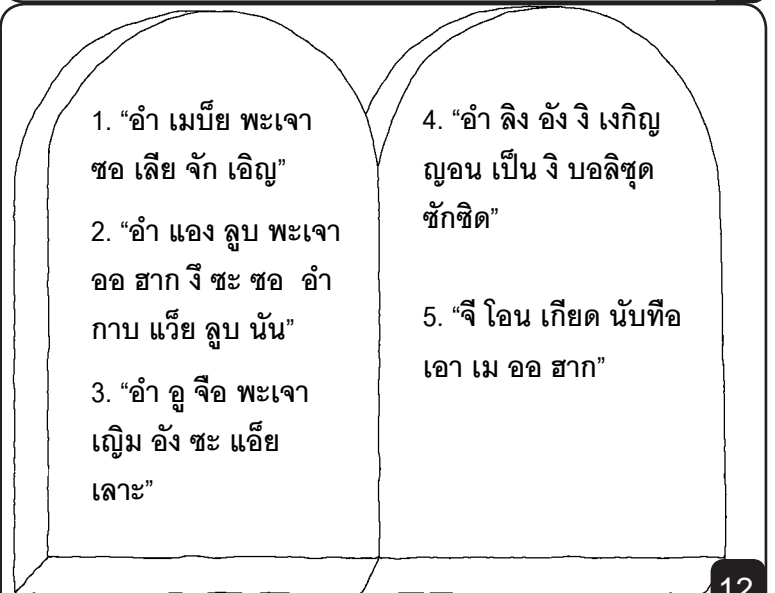 1. “อำ เมบ็ย พะเจา
ซอ เลีย จัก เอิญ”
2. “อำ แอง ลูบ พะเจา
ออ ฮาก งึ ซะ ซอ อำ
กาบ แว็ย ลูบ นัน”
3. “อำ อู จือ พะเจา
เญิม อัง ซะ แอ็ย
เลาะ”
4. “อำ ลิง อัง งิ เงกิญ
ญอน เป็น งิ บอลิซุด
ซักซิด”
5. “จี โอน เกียด นับทือ
เอา เม ออ ฮาก”
12